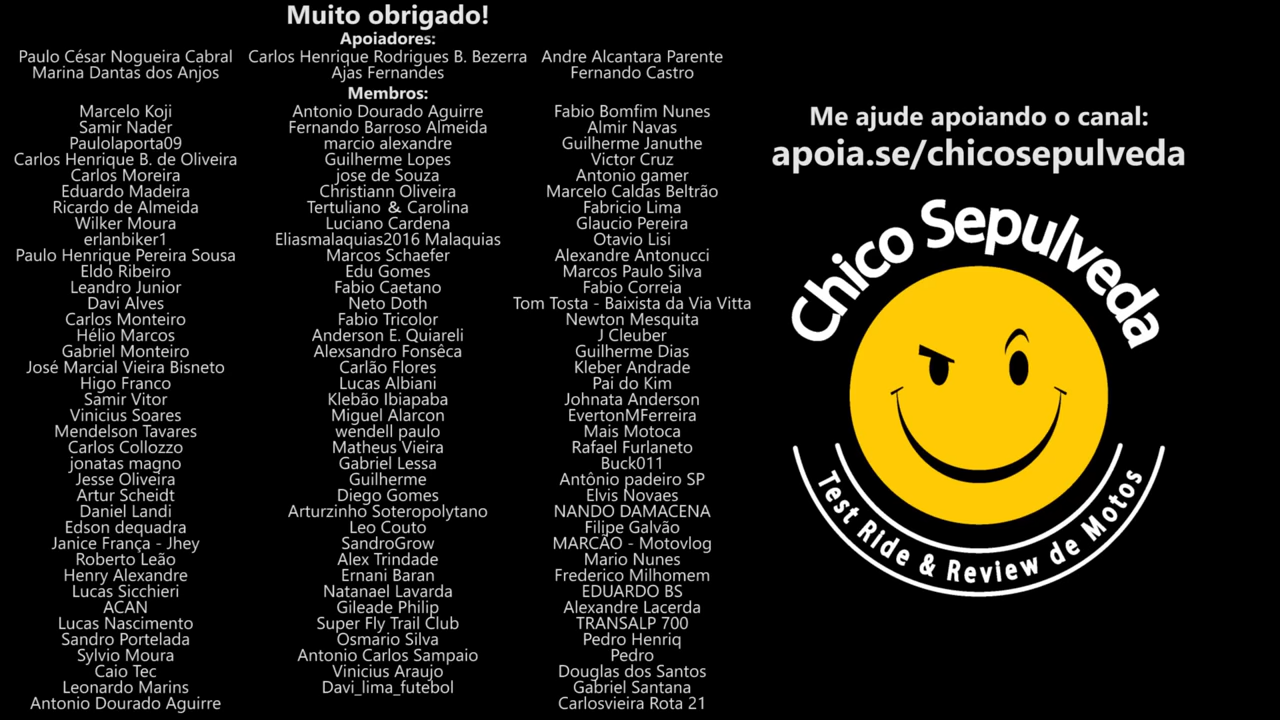 Muito obrigado!
Apoiadores:
Paulo César Nogueira Cabral
Marina Dantas dos Anjos
Carlos Henrique Rodrigues B. Bezerra
Ajas Fernandes
Andre Alcantara Parente
Fernando Castro
Membros:
Marcelo Koji
Samir Nader
Paulolaporta09
Carlos Henrique B. de Oliveira
Carlos Moreira
Eduardo Madeira
Ricardo de Almeida
Wilker Moura
erlanbiker1
Paulo Henrique Pereira Sousa
Eldo Ribeiro
Leandro Junior
Davi Alves
Carlos Monteiro
Hélio Marcos
Gabriel Monteiro
José Marcial Vieira Bisneto
Higo Franco
Samir Vitor
Vinicius Soares
Mendelson Tavares
Carlos Collozzo
jonatas magno
Jesse Oliveira
Artur Scheidt
Daniel Landi
Edson dequadra
Janice França - Jhey
Roberto Leão
Henry Alexandre
Lucas Sicchieri
ACAN
Lucas Nascimento
Sandro Portelada
Sylvio Moura
Caio Tec
Leonardo Marins
Antonio Dourado Aguirre
Antonio Dourado Aguirre
Fernando Barroso Almeida
marcio alexandre
Guilherme Lopes
jose de Souza
Christiann Oliveira
Tertuliano & Carolina
Luciano Cardena
Eliasmalaquias2016 Malaquias
Marcos Schaefer
Edu Gomes
Fabio Caetano
Neto Doth
Fabio Tricolor
Anderson E. Quiareli
Alexsandro Fonsêca
Carlão Flores
Lucas Albiani
Klebão Ibiapaba
Miguel Alarcon
wendell paulo
Matheus Vieira
Gabriel Lessa
Guilherme
Diego Gomes
Arturzinho Soteropolytano
Leo Couto
SandroGrow
Alex Trindade
Ernani Baran
Natanael Lavarda
Gileade Philip
Super Fly Trail Club
Osmario Silva
Antonio Carlos Sampaio
Vinicius Araujo
Davi_lima_futebol
Fabio Bomfim Nunes
Almir Navas
Guilherme Januthe
Victor Cruz
Antonio gamer
Marcelo Caldas Beltrão
Fabricio Lima
Glaucio Pereira
Otavio Lisi
Alexandre Antonucci
Marcos Paulo Silva
Fabio Correia
Tom Tosta - Baixista da Via Vitta
Newton Mesquita
J Cleuber
Guilherme Dias
Kleber Andrade
Pai do Kim
Johnata Anderson
EvertonMFerreira
Mais Motoca
Rafael Furlaneto
Buck011
Antônio padeiro SP
Elvis Novaes
NANDO DAMACENA
Filipe Galvão
MARCÃO - Motovlog
Mario Nunes
Frederico Milhomem
EDUARDO BS
Alexandre Lacerda
TRANSALP 700
Pedro Henriq
Pedro
Douglas dos Santos
Gabriel Santana
Carlosvieira Rota 21
Me ajude apoiando o canal:
apoia.se/chicosepulveda
Chico Sepulveda
Test Ride & Review de Motos